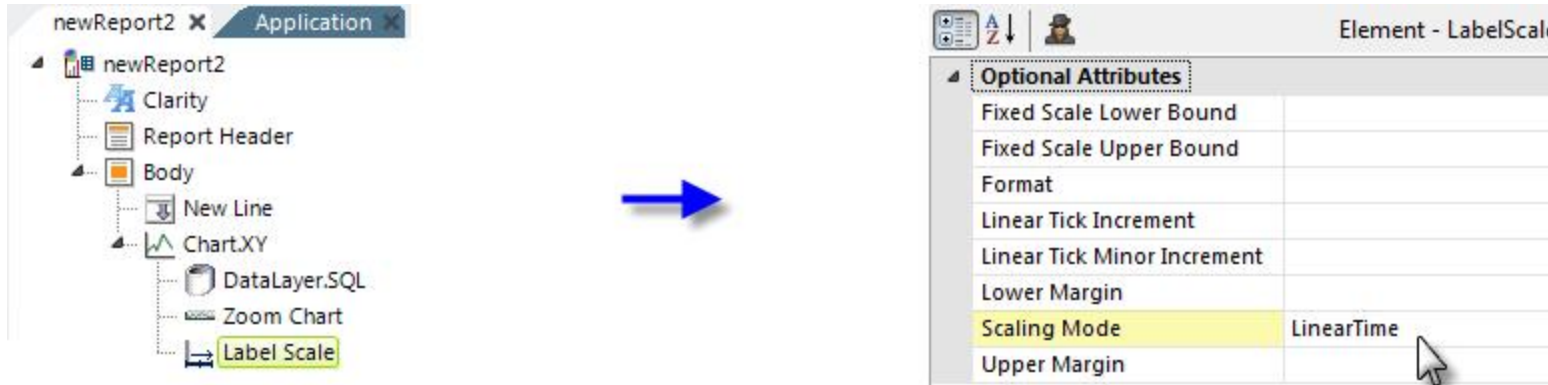 newReport2 Application
newReport2
Clarity
Report Header
Body
New Line
Chart.XY
DataLayer.SQL
Zoom Chart
Label Scale
A
Z
Element - LabelScale
Optional Attributes
Fixed Scale Lower Bound
Fixed Scale Upper Bound
Format
Linear Tick Increment
Linear Tick Minor Increment
Lower Margin
Scaling Mode LinearTime
Upper Margin